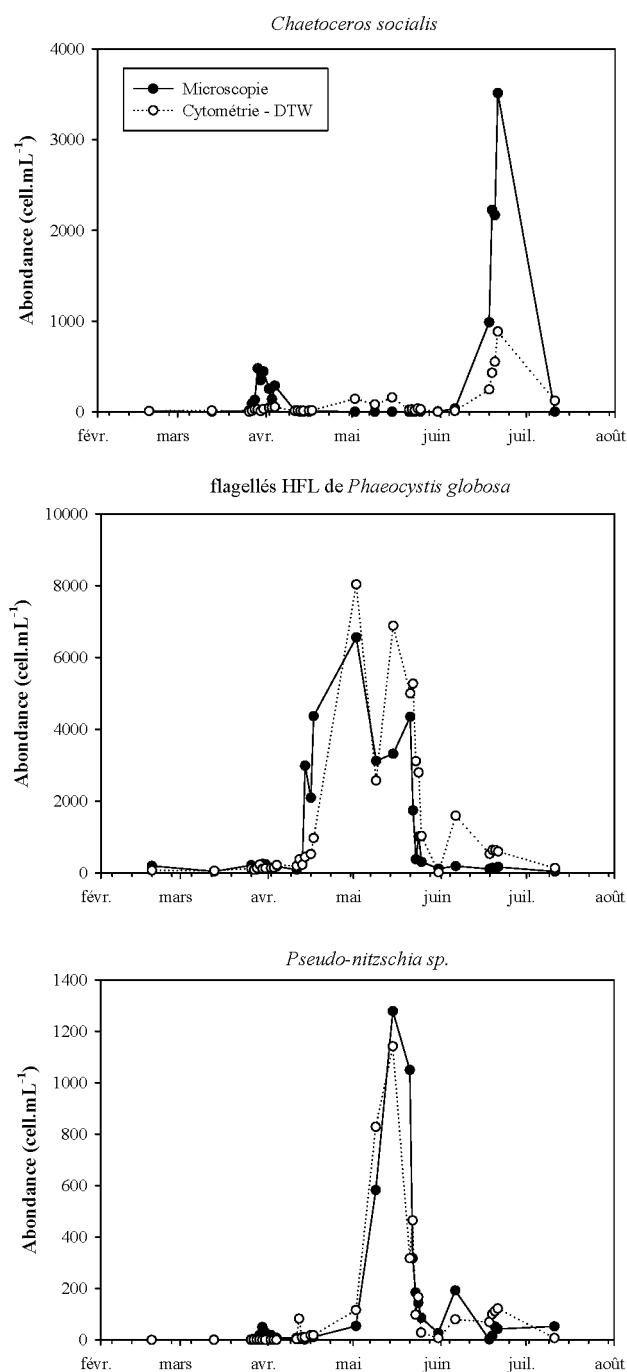 Chaetoceros socialis
4000
3000
2000
1000
0
Abondance (cell.mL⁻¹)
Microscopie
Cytométrie - DTW
févr. mars avr. mai juin juil. août
flagellés HFL de Phaeocystis globosa
10000
8000
6000
4000
2000
0
Abondance (cell.mL⁻¹)
févr. mars avr. mai juin juil. août
Pseudo-nitzschia sp.
1400
1200
1000
800
600
400
200
0
Abondance (cell.mL⁻¹)
févr. mars avr. mai juin juil. août